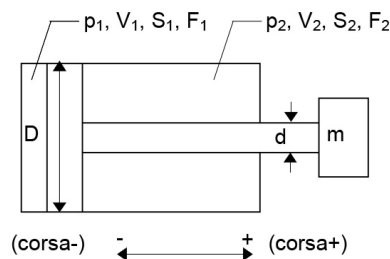 p₁, V₁, S₁, F₁
p₂, V₂, S₂, F₂
D
d
m
(corsa-)
-
+
(corsa+)